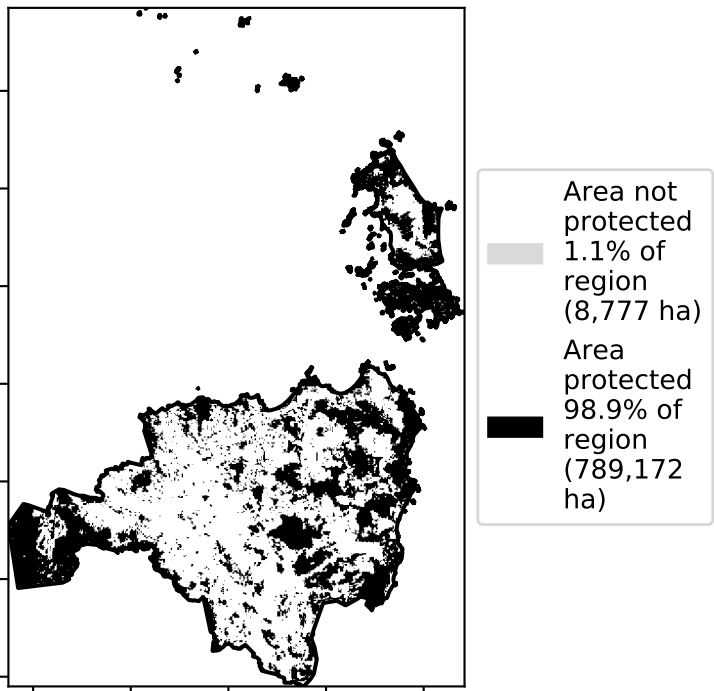 Area not
protected
1.1% of
region
(8,777 ha)
Area
protected
98.9% of
region
(789,172
ha)